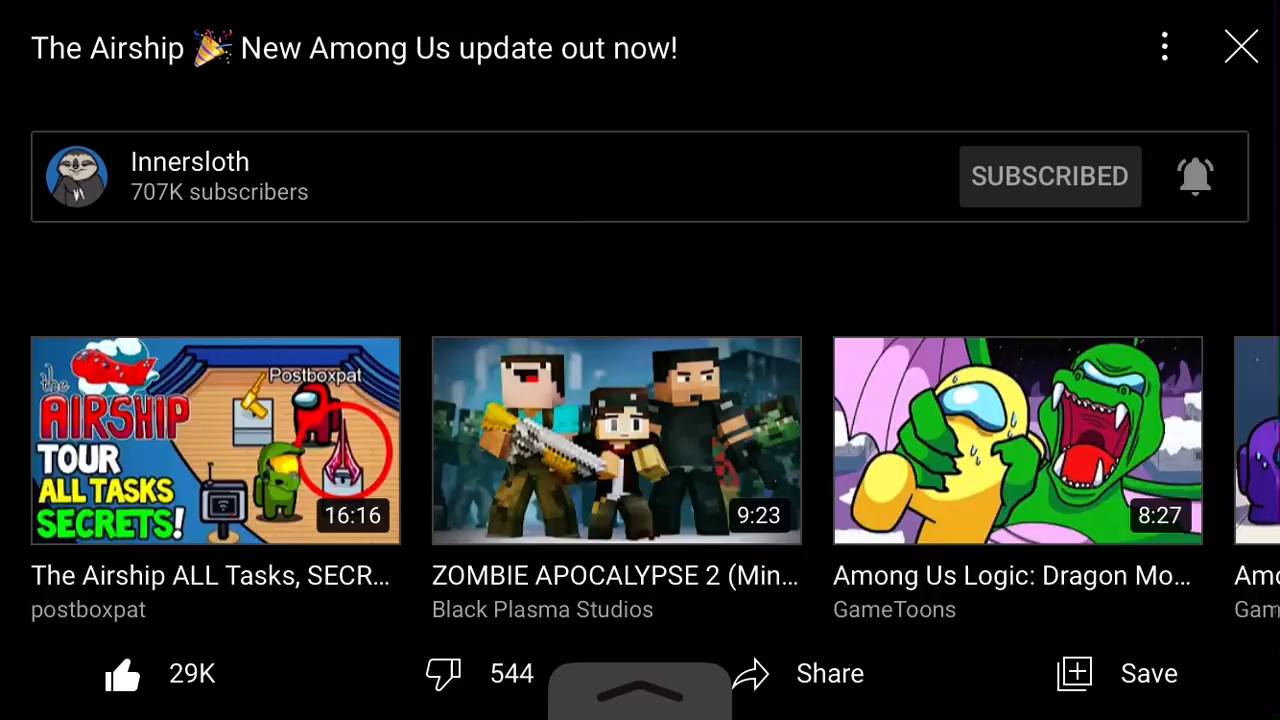 The Airship 🎉 New Among Us update out now!
Innersloth
707K subscribers
SUBSCRIBED
the
AIRSHIP
TOUR
ALL TASKS
SECRETS!
Postboxpat
16:16
9:23
8:27
The Airship ALL Tasks, SECR...
ZOMBIE APOCALYPSE 2 (Min...
Among Us Logic: Dragon Mo...
Amo
postboxpat
Black Plasma Studios
GameToons
Gam
29K
544
Share
Save